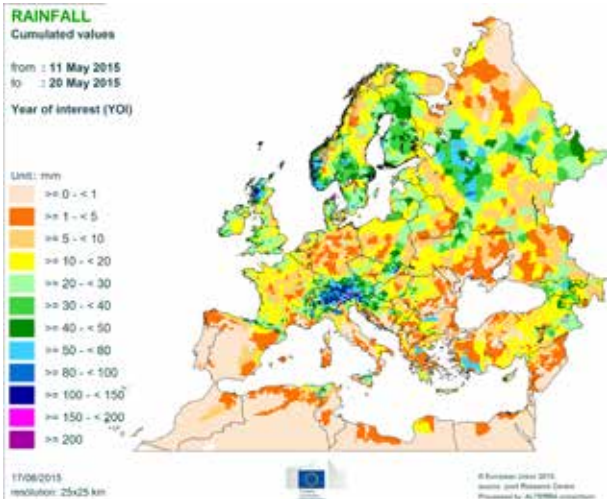 RAINFALL
Cumulated values
from : 11 May 2015
to : 20 May 2015
Year of interest (YOI)
Unit: mm
>= 0 - < 1
>= 1 - < 5
>= 5 - < 10
>= 10 - < 20
>= 20 - < 30
>= 30 - < 40
>= 40 - < 50
>= 50 - < 80
>= 80 - < 100
>= 100 - < 150
>= 150 - < 200
>= 200
17/06/2015
resolution: 25x25 km
© European Union 2015
source: Joint Research Centre
Processed by